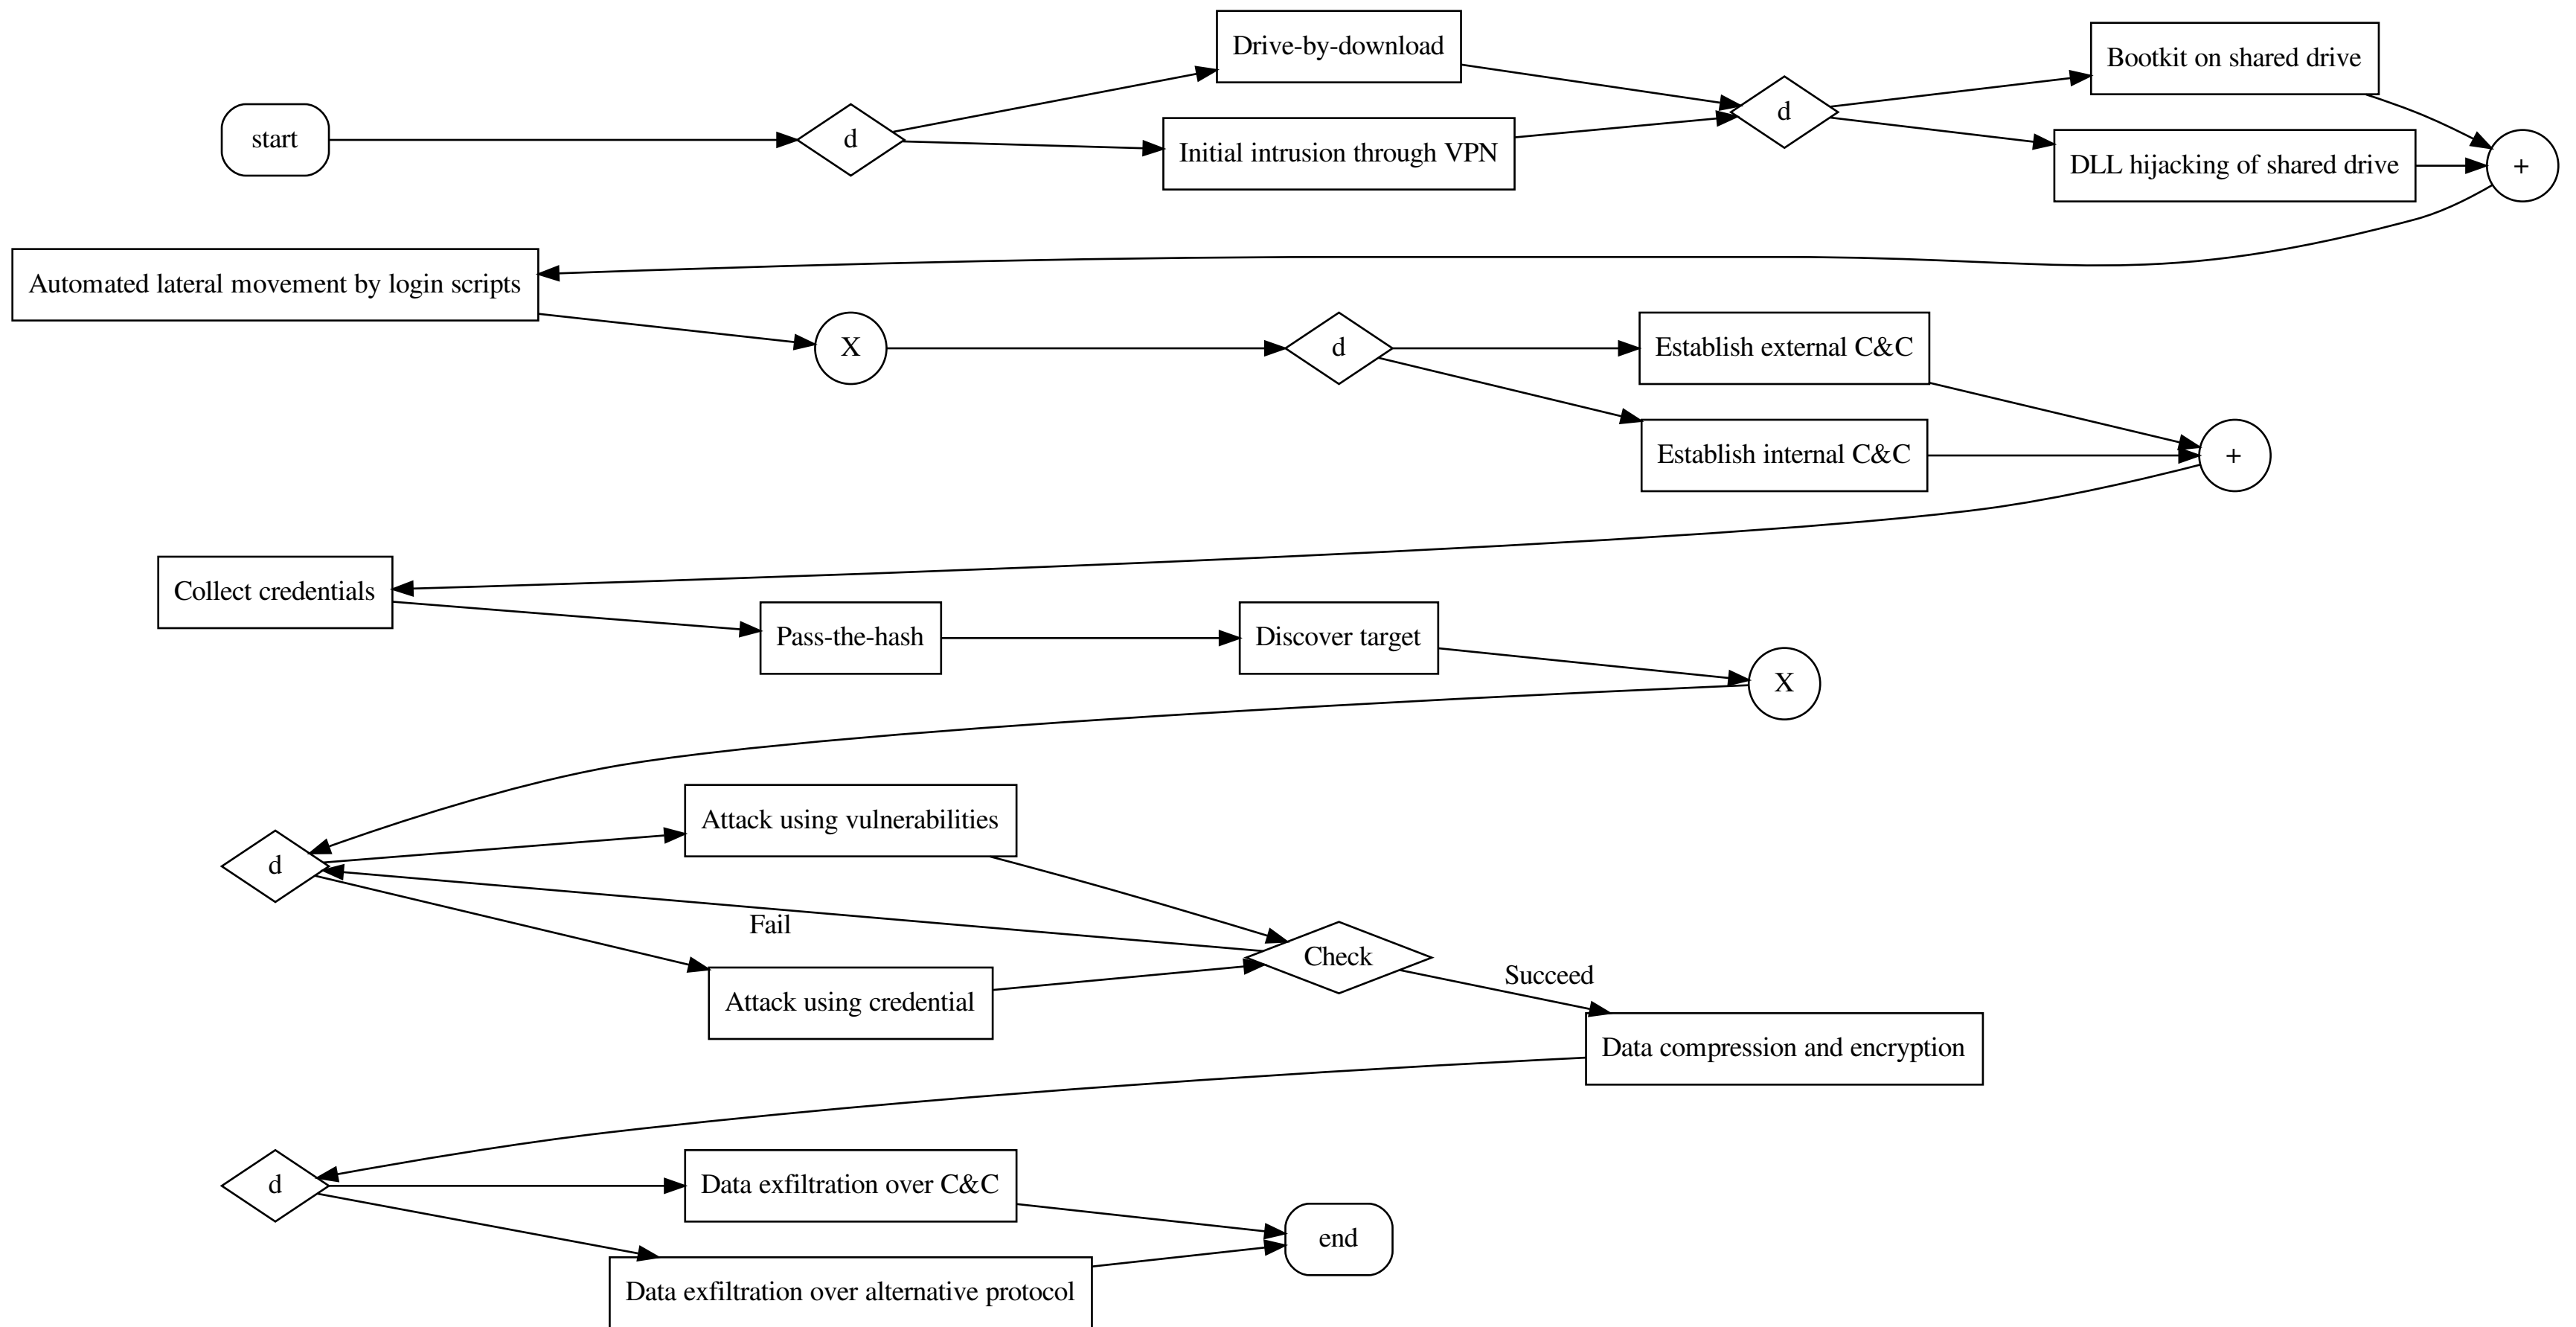 start
d
Drive-by-download
Initial intrusion through VPN
d
Bootkit on shared drive
DLL hijacking of shared drive
+
Automated lateral movement by login scripts
X
d
Establish external C&C
Establish internal C&C
+
Collect credentials
Pass-the-hash
Discover target
X
d
Attack using vulnerabilities
Fail
Attack using credential
Check
Succeed
Data compression and encryption
d
Data exfiltration over C&C
Data exfiltration over alternative protocol
end